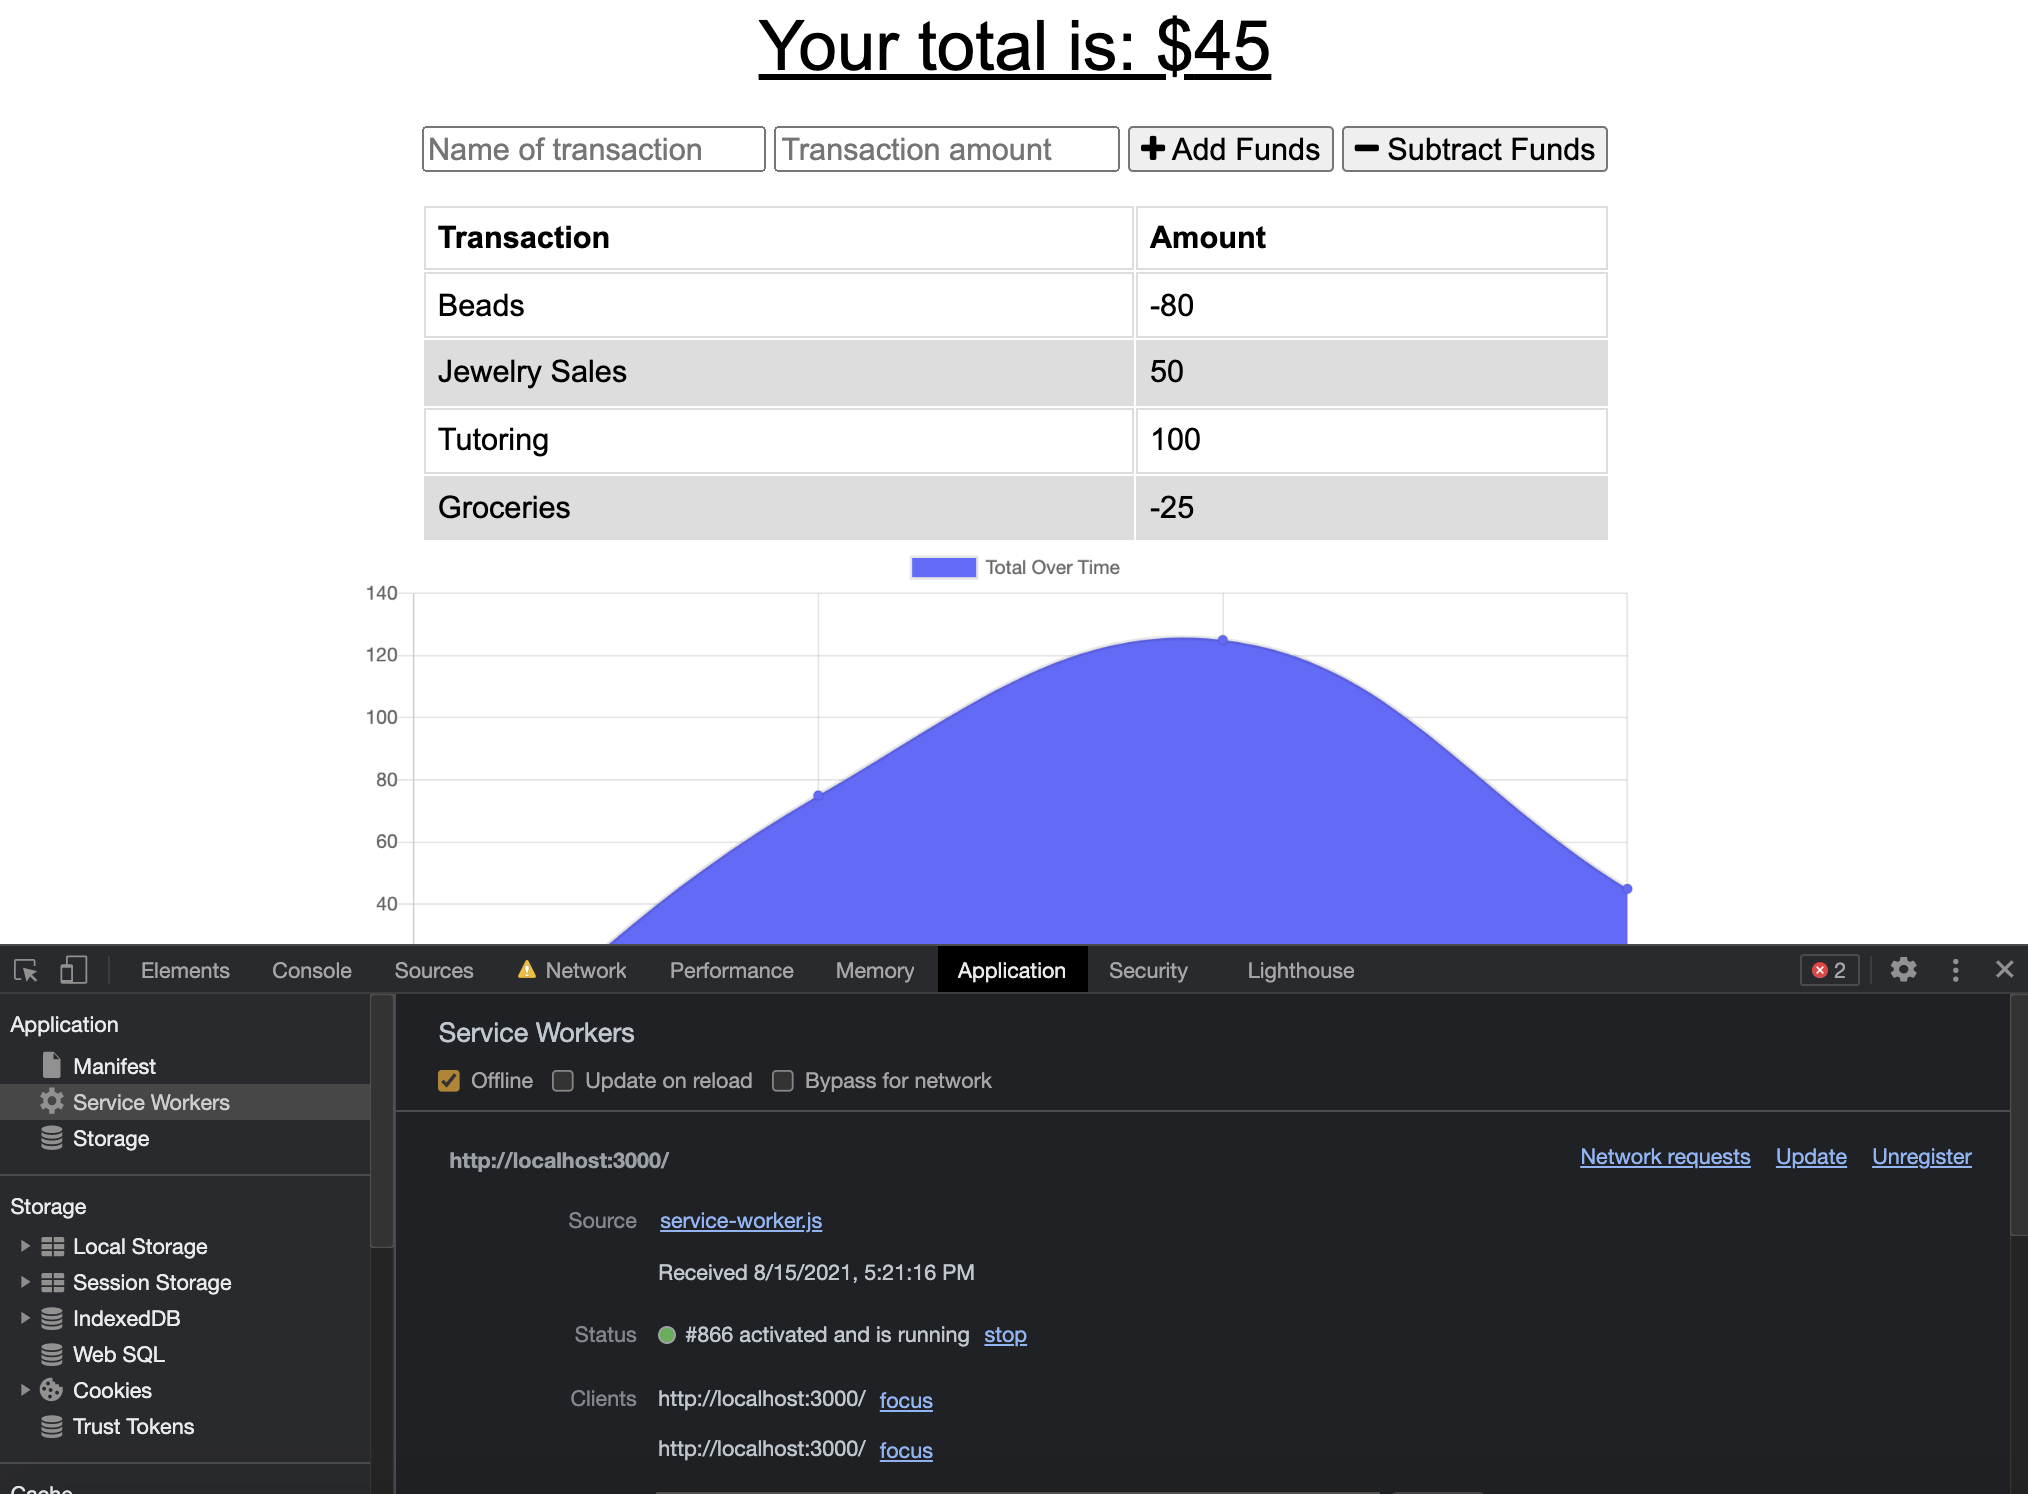 Your total is: $45
Name of transaction Transaction amount Add Funds Subtract Funds
Transaction Amount
Beads -80
Jewelry Sales 50
Tutoring 100
Groceries -25
Total Over Time
140
120
100
80
60
40
Elements Console Sources Network Performance Memory Application Security Lighthouse 2
Application
Manifest
Service Workers
Storage
Storage
Local Storage
Session Storage
IndexedDB
Web SQL
Cookies
Trust Tokens
Cache
Service Workers
Offline Update on reload Bypass for network
http://localhost:3000/ Network requests Update Unregister
Source service-worker.js
Received 8/15/2021, 5:21:16 PM
Status #866 activated and is running stop
Clients http://localhost:3000/ focus
http://localhost:3000/ focus